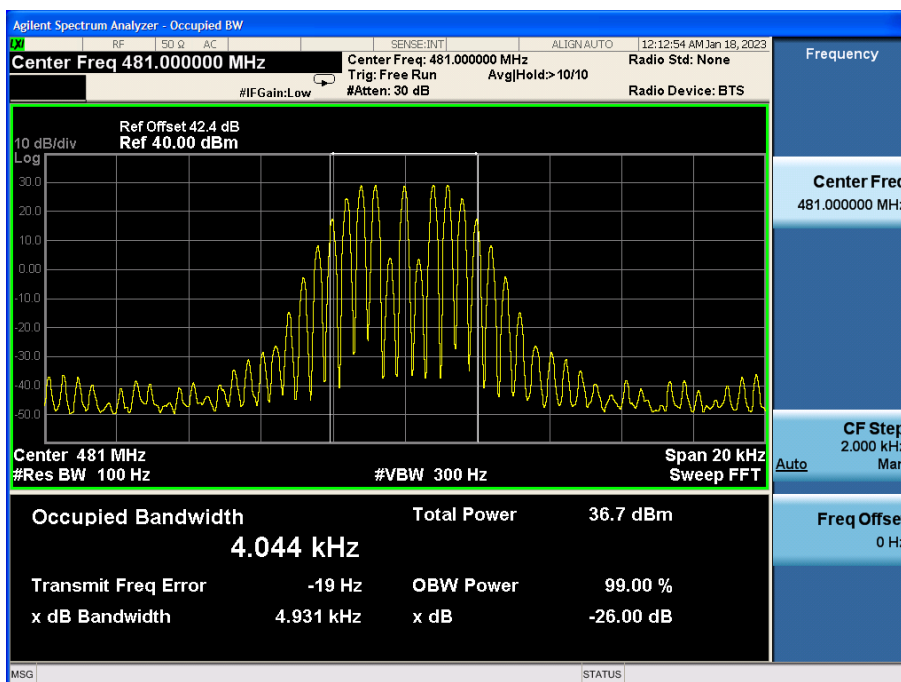 Agilent Spectrum Analyzer - Occupied BW
LXI RF 50 Ω AC SENSE:INT ALIGN AUTO 12:12:54 AM Jan 18, 2023
Center Freq 481.000000 MHz
Center Freq: 481.000000 MHz Radio Std: None
Trig: Free Run Avg|Hold:>10/10
#IFGain:Low #Atten: 30 dB Radio Device: BTS
Frequency
Ref Offset 42.4 dB
10 dB/div Ref 40.00 dBm
Log
30.0
20.0
10.0
0.00
-10.0
-20.0
-30.0
-40.0
-50.0
Center 481 MHz Span 20 kHz
#Res BW 100 Hz #VBW 300 Hz Sweep FFT
Center Freq
481.000000 MHz
CF Step
2.000 kHz
Auto Man
Freq Offse
0 Hz
Occupied Bandwidth Total Power 36.7 dBm
4.044 kHz
Transmit Freq Error -19 Hz OBW Power 99.00 %
x dB Bandwidth 4.931 kHz x dB -26.00 dB
MSG STATUS